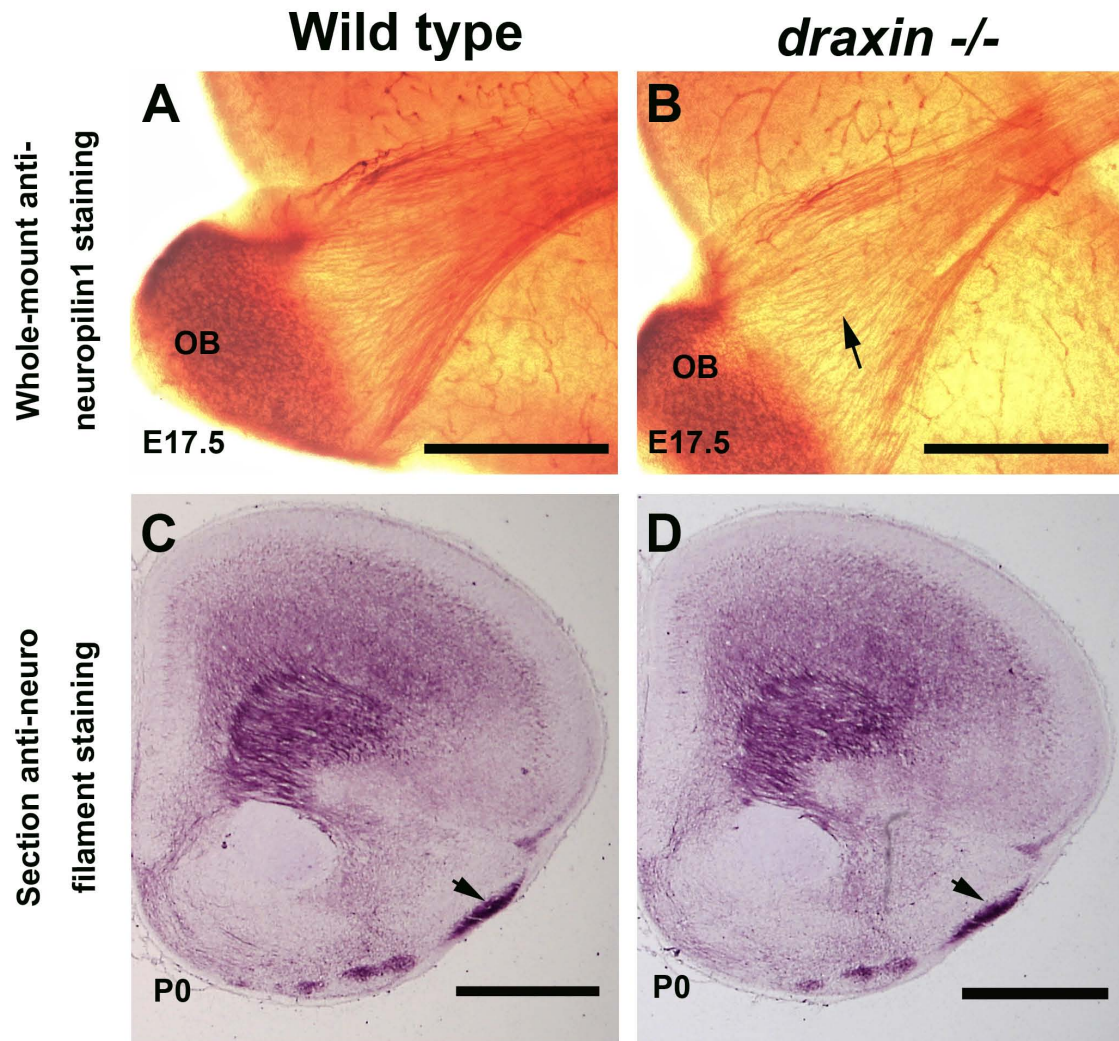 Wild type
draxin -/-
Whole-mount anti-
neuropilin1 staining
A
OB
E17.5
B
OB
E17.5
Section anti-neuro
filament staining
C
P0
D
P0